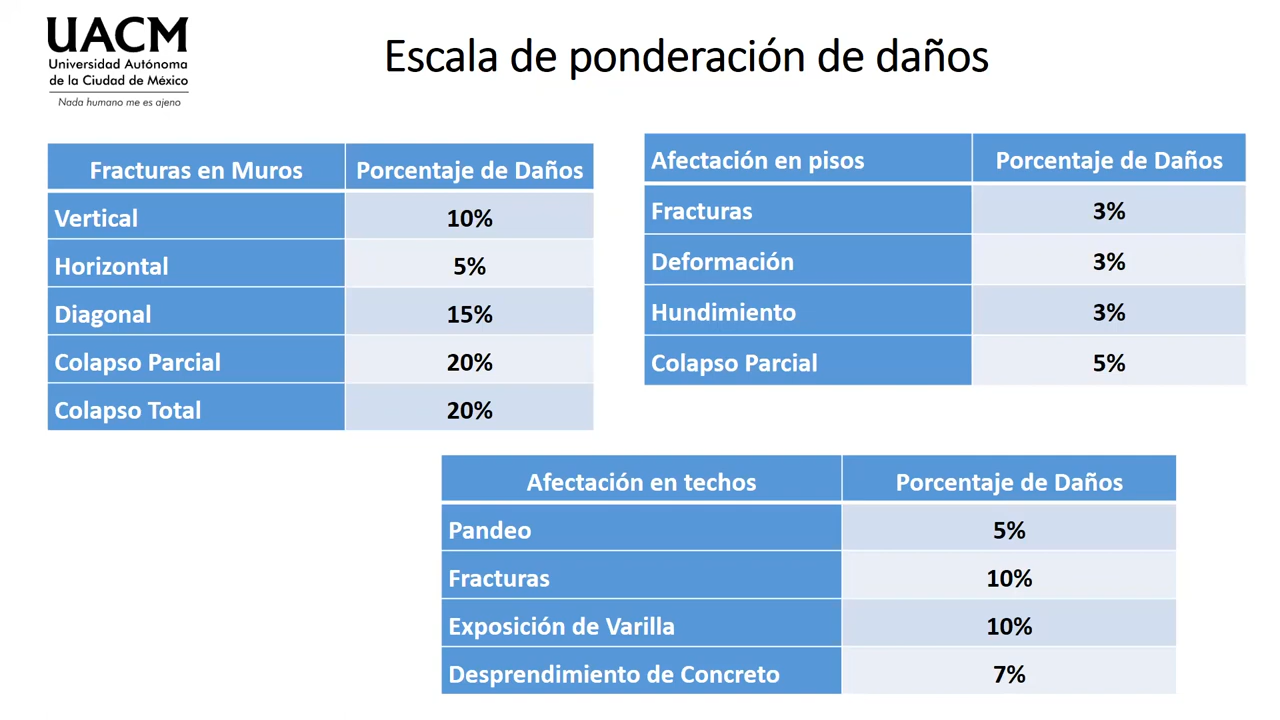 UACM
Universidad Autónoma
de la Ciudad de México
Nada humano me es ajeno
Escala de ponderación de daños
Fracturas en Muros Porcentaje de Daños
Vertical 10%
Horizontal 5%
Diagonal 15%
Colapso Parcial 20%
Colapso Total 20%
Afectación en pisos Porcentaje de Daños
Fracturas 3%
Deformación 3%
Hundimiento 3%
Colapso Parcial 5%
Afectación en techos Porcentaje de Daños
Pandeo 5%
Fracturas 10%
Exposición de Varilla 10%
Desprendimiento de Concreto 7%